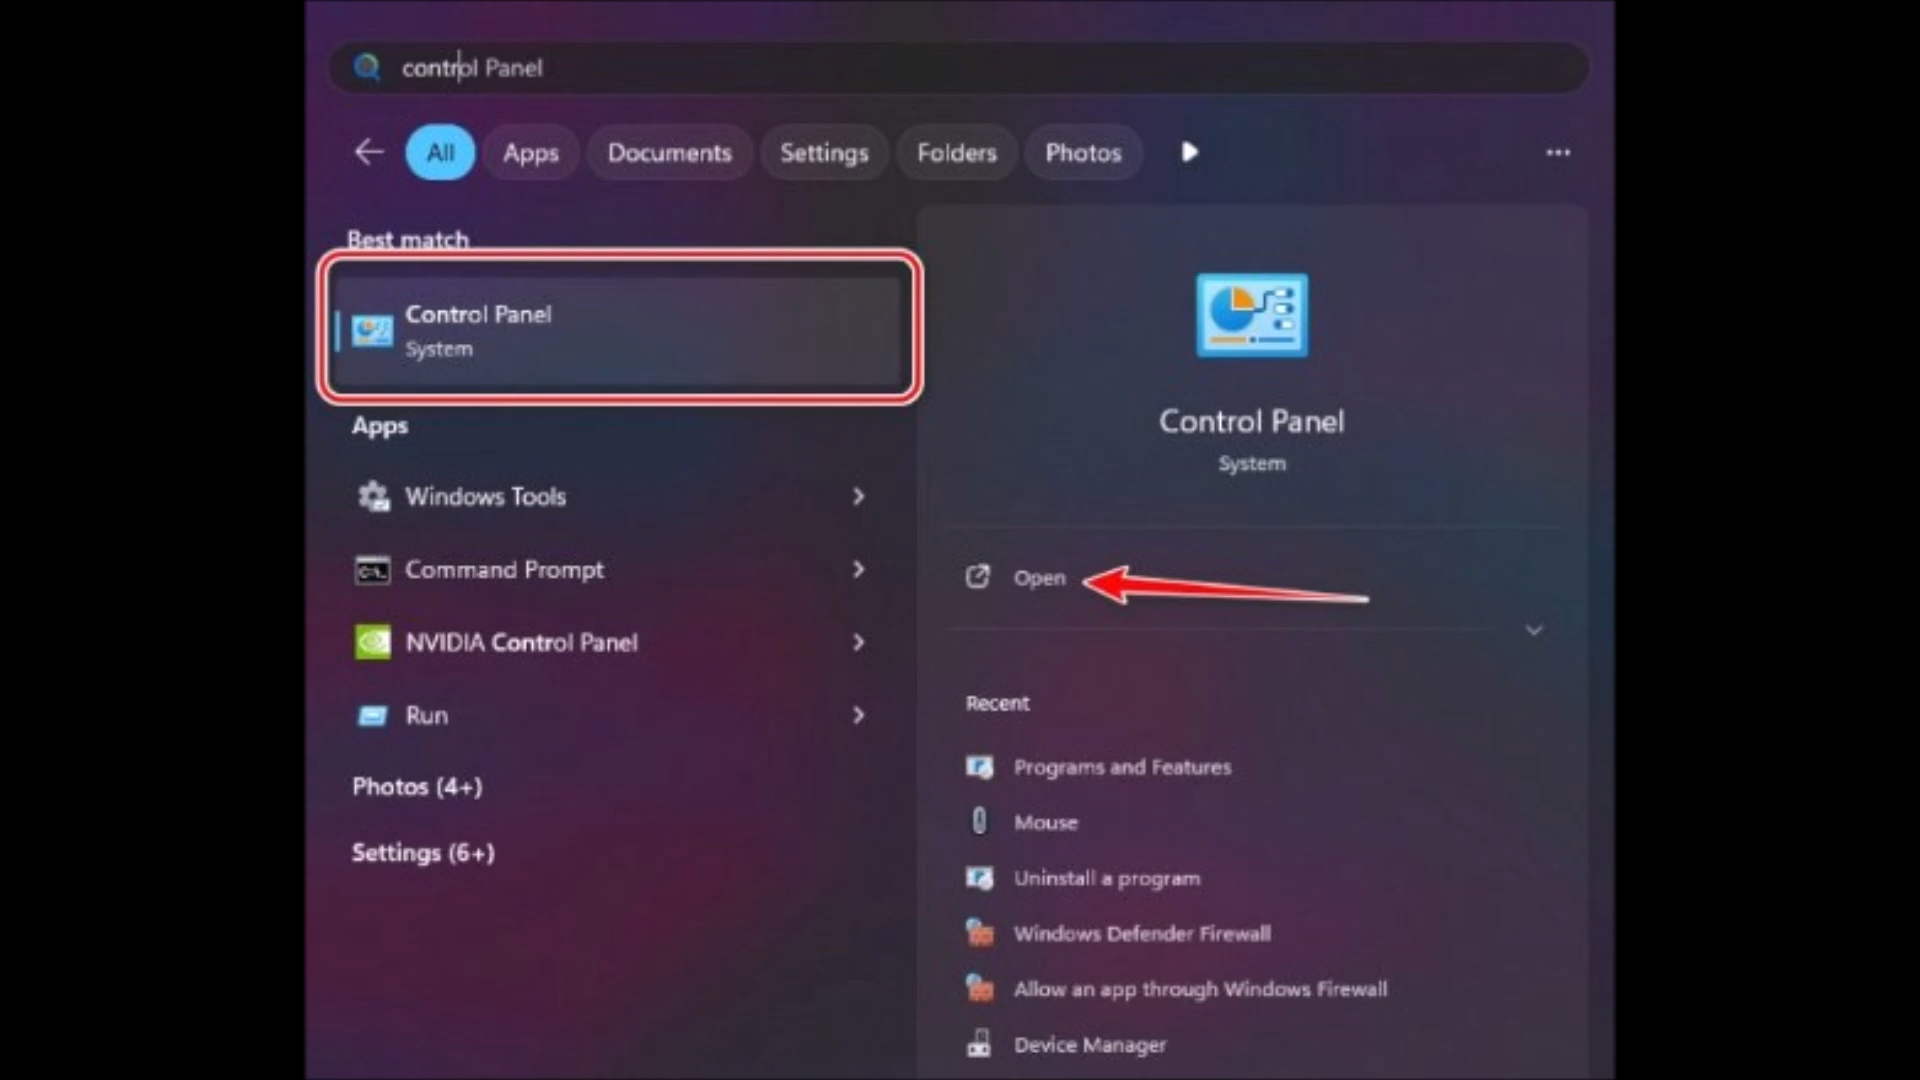 control Panel
All Apps Documents Settings Folders Photos
Best match
Control Panel
System
Apps
Windows Tools
Command Prompt
NVIDIA Control Panel
Run
Photos (4+)
Settings (6+)
Control Panel
System
Open
Recent
Programs and Features
Mouse
Uninstall a program
Windows Defender Firewall
Allow an app through Windows Firewall
Device Manager